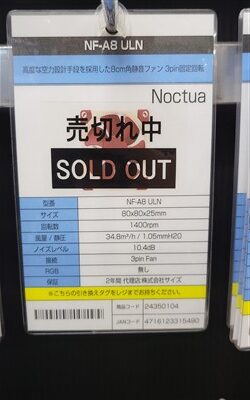 NF-A8 ULN
高度な空力設計手段を採用した8cm角静音ファン 3pin固定回転
Noctua
売切れ中
SOLD OUT
型番 NF-A8 ULN
サイズ 80x80x25mm
回転数 1400rpm
風量 / 静圧 34.8m³/h / 1.05mmH2O
ノイズレベル 10.4dB
接続 3pin Fan
RGB 無し
保証 2年間 代理店:株式会社サイズ
※こちらの引き換えタグをレジまでお持ちください。
商品コード 24350104
JANコード 4716123315490